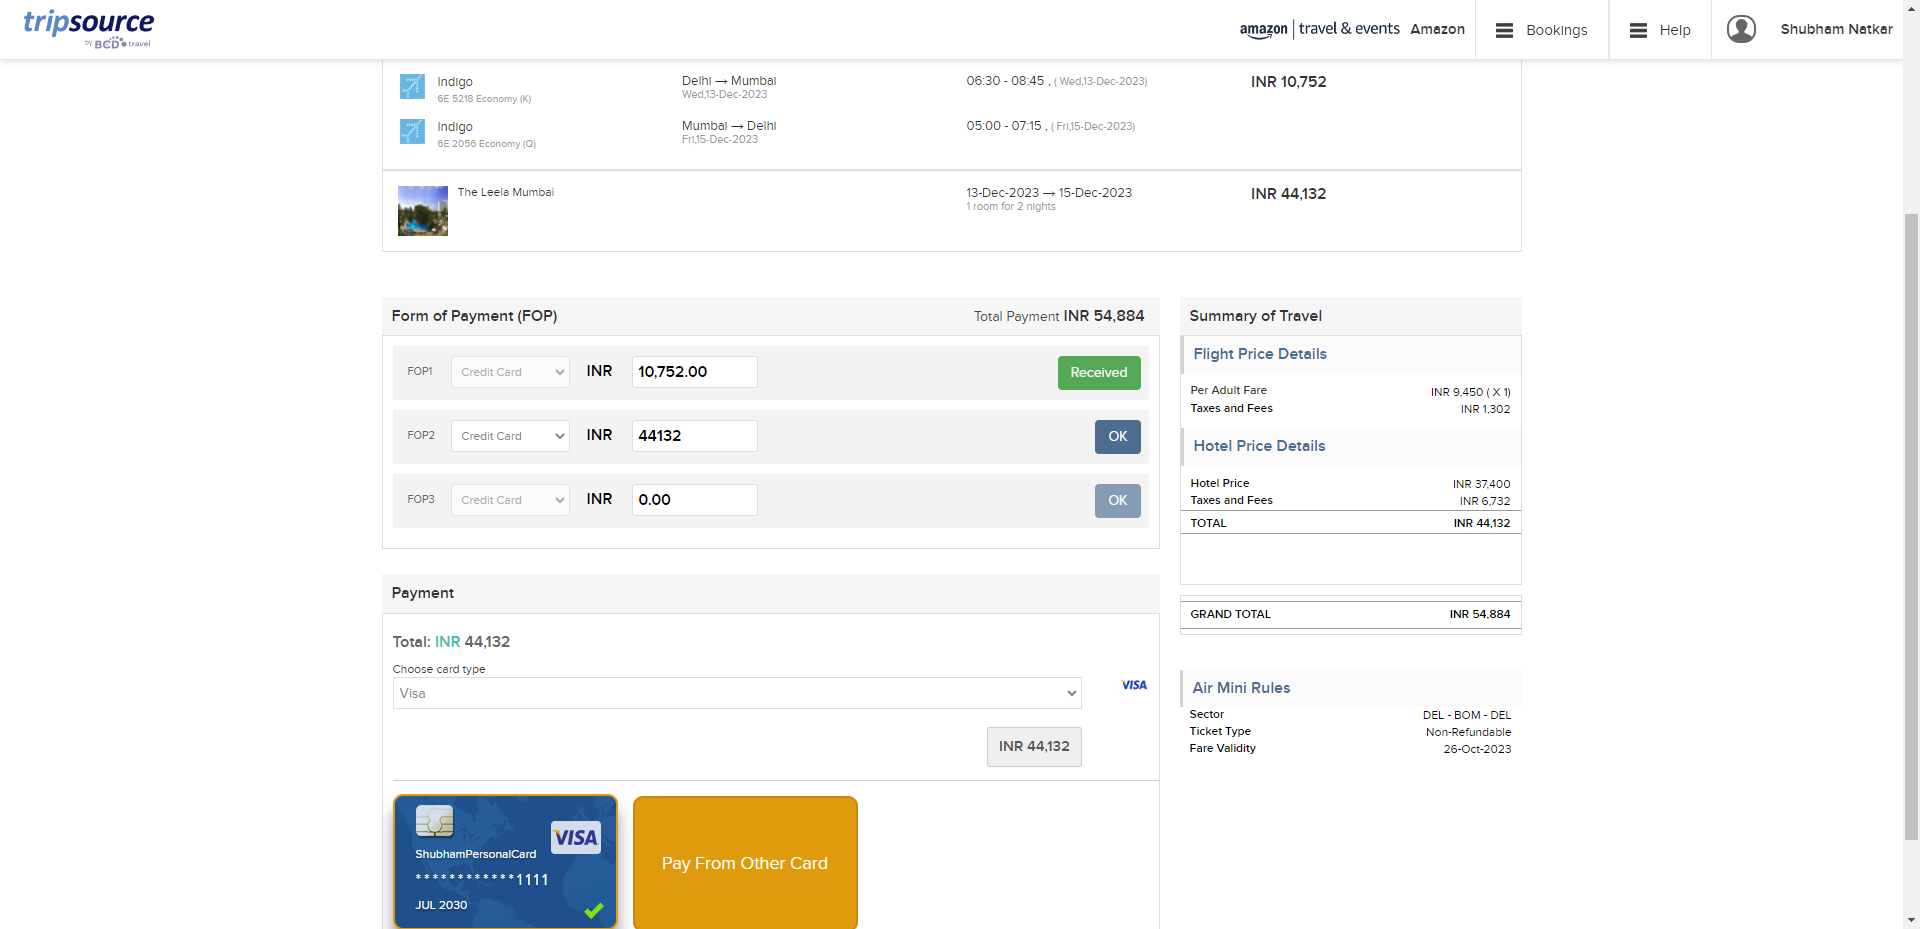 tripsource
by BCD travel
amazon | travel & events Amazon
Bookings
Help
Shubham Natkar
Indigo
6E 5218 Economy (K)
Delhi → Mumbai
Wed,13-Dec-2023
06:30 - 08:45 , ( Wed,13-Dec-2023)
INR 10,752
Indigo
6E 2056 Economy (Q)
Mumbai → Delhi
Fri,15-Dec-2023
05:00 - 07:15 , ( Fri,15-Dec-2023)
The Leela Mumbai
13-Dec-2023 → 15-Dec-2023
1 room for 2 nights
INR 44,132
Form of Payment (FOP)
Total Payment INR 54,884
FOP1 Credit Card INR 10,752.00 Received
FOP2 Credit Card INR 44132 OK
FOP3 Credit Card INR 0.00 OK
Payment
Total: INR 44,132
Choose card type
Visa
VISA
INR 44,132
VISA
ShubhamPersonalCard
************1111
JUL 2030
Pay From Other Card
Summary of Travel
Flight Price Details
Per Adult Fare INR 9,450 ( X 1)
Taxes and Fees INR 1,302
Hotel Price Details
Hotel Price INR 37,400
Taxes and Fees INR 6,732
TOTAL INR 44,132
GRAND TOTAL INR 54,884
Air Mini Rules
Sector DEL - BOM - DEL
Ticket Type Non-Refundable
Fare Validity 26-Oct-2023